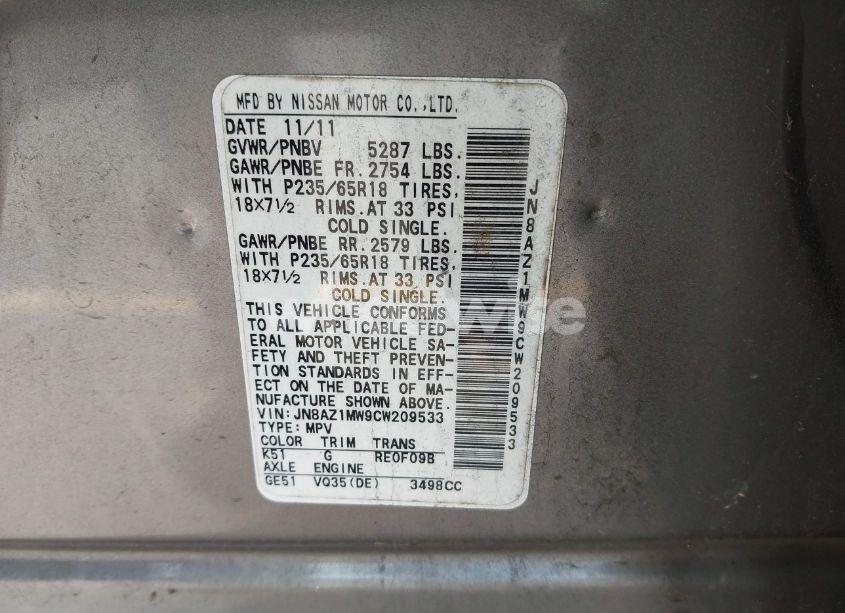 MFD BY NISSAN MOTOR CO.,LTD.
DATE 11/11
GVWR/PNBV 5287 LBS.
GAWR/PNBE FR. 2754 LBS.
WITH P235/65R18 TIRES,
18X7½ RIMS.AT 33 PSI
COLD SINGLE.
GAWR/PNBE RR. 2579 LBS.
WITH P235/65R18 TIRES,
18X7½ RIMS.AT 33 PSI
COLD SINGLE.
THIS VEHICLE CONFORMS
TO ALL APPLICABLE FED-
ERAL MOTOR VEHICLE SA-
FETY AND THEFT PREVEN-
TION STANDARDS IN EFF-
ECT ON THE DATE OF MA-
NUFACTURE SHOWN ABOVE.
VIN:JN8AZ1MW9CW209533
TYPE:MPV
COLOR TRIM TRANS
K51 G RE0F09B
AXLE ENGINE
GE51 VQ35(DE) 3498CC
JN8AZ1MW9CW209533